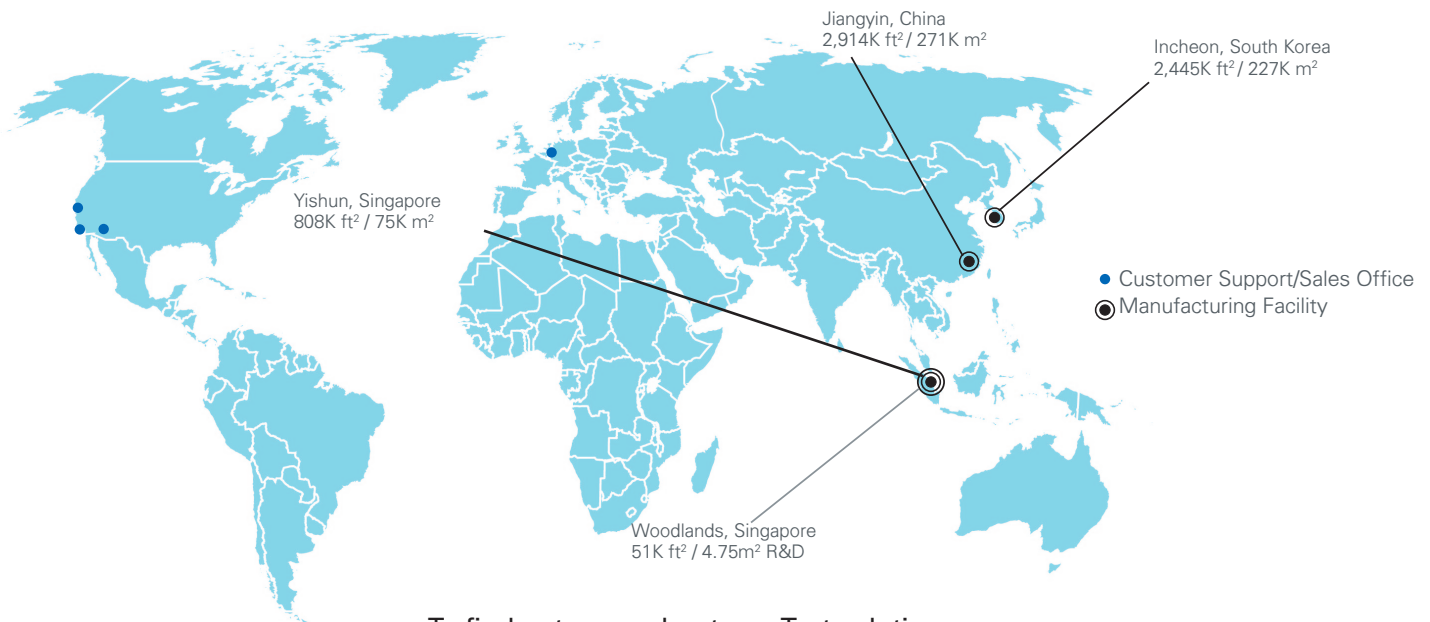 Jiangyin, China
2,914K ft²/ 271K m²
Incheon, South Korea
2,445K ft²/ 227K m²
Yishun, Singapore
808K ft² / 75K m²
Customer Support/Sales Office
Manufacturing Facility
Woodlands, Singapore
51K ft² / 4.75m² R&D